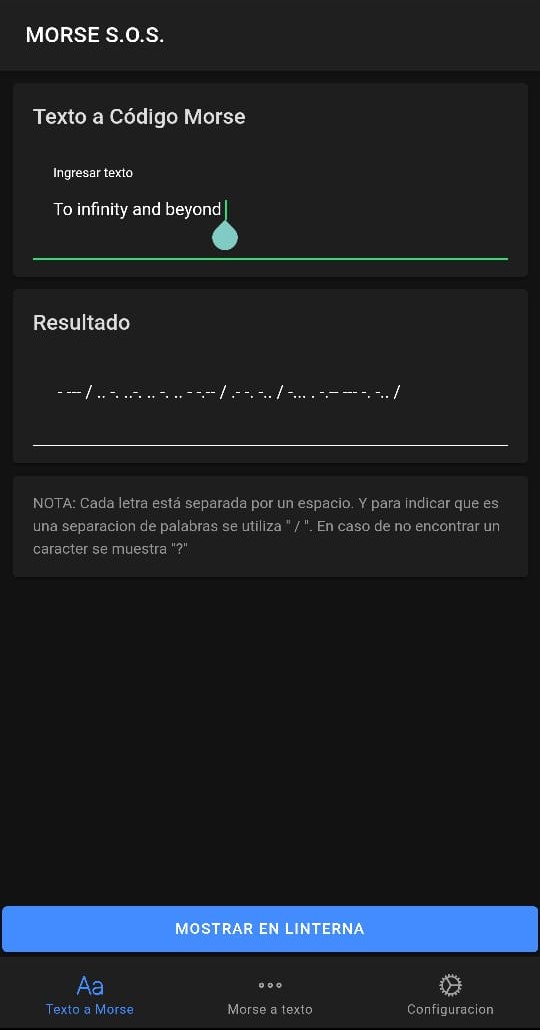 MORSE S.O.S.
Texto a Código Morse
Ingresar texto
To infinity and beyond
Resultado
- --- / .. -. ..-. .. -. .. - -.-- / .- -. -.. / -... . -.-- --- -. -.. /
NOTA: Cada letra está separada por un espacio. Y para indicar que es
una separacion de palabras se utiliza " / ". En caso de no encontrar un
caracter se muestra "?"
MOSTRAR EN LINTERNA
Texto a Morse
Morse a texto
Configuracion